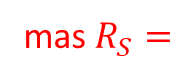 mas R_S =